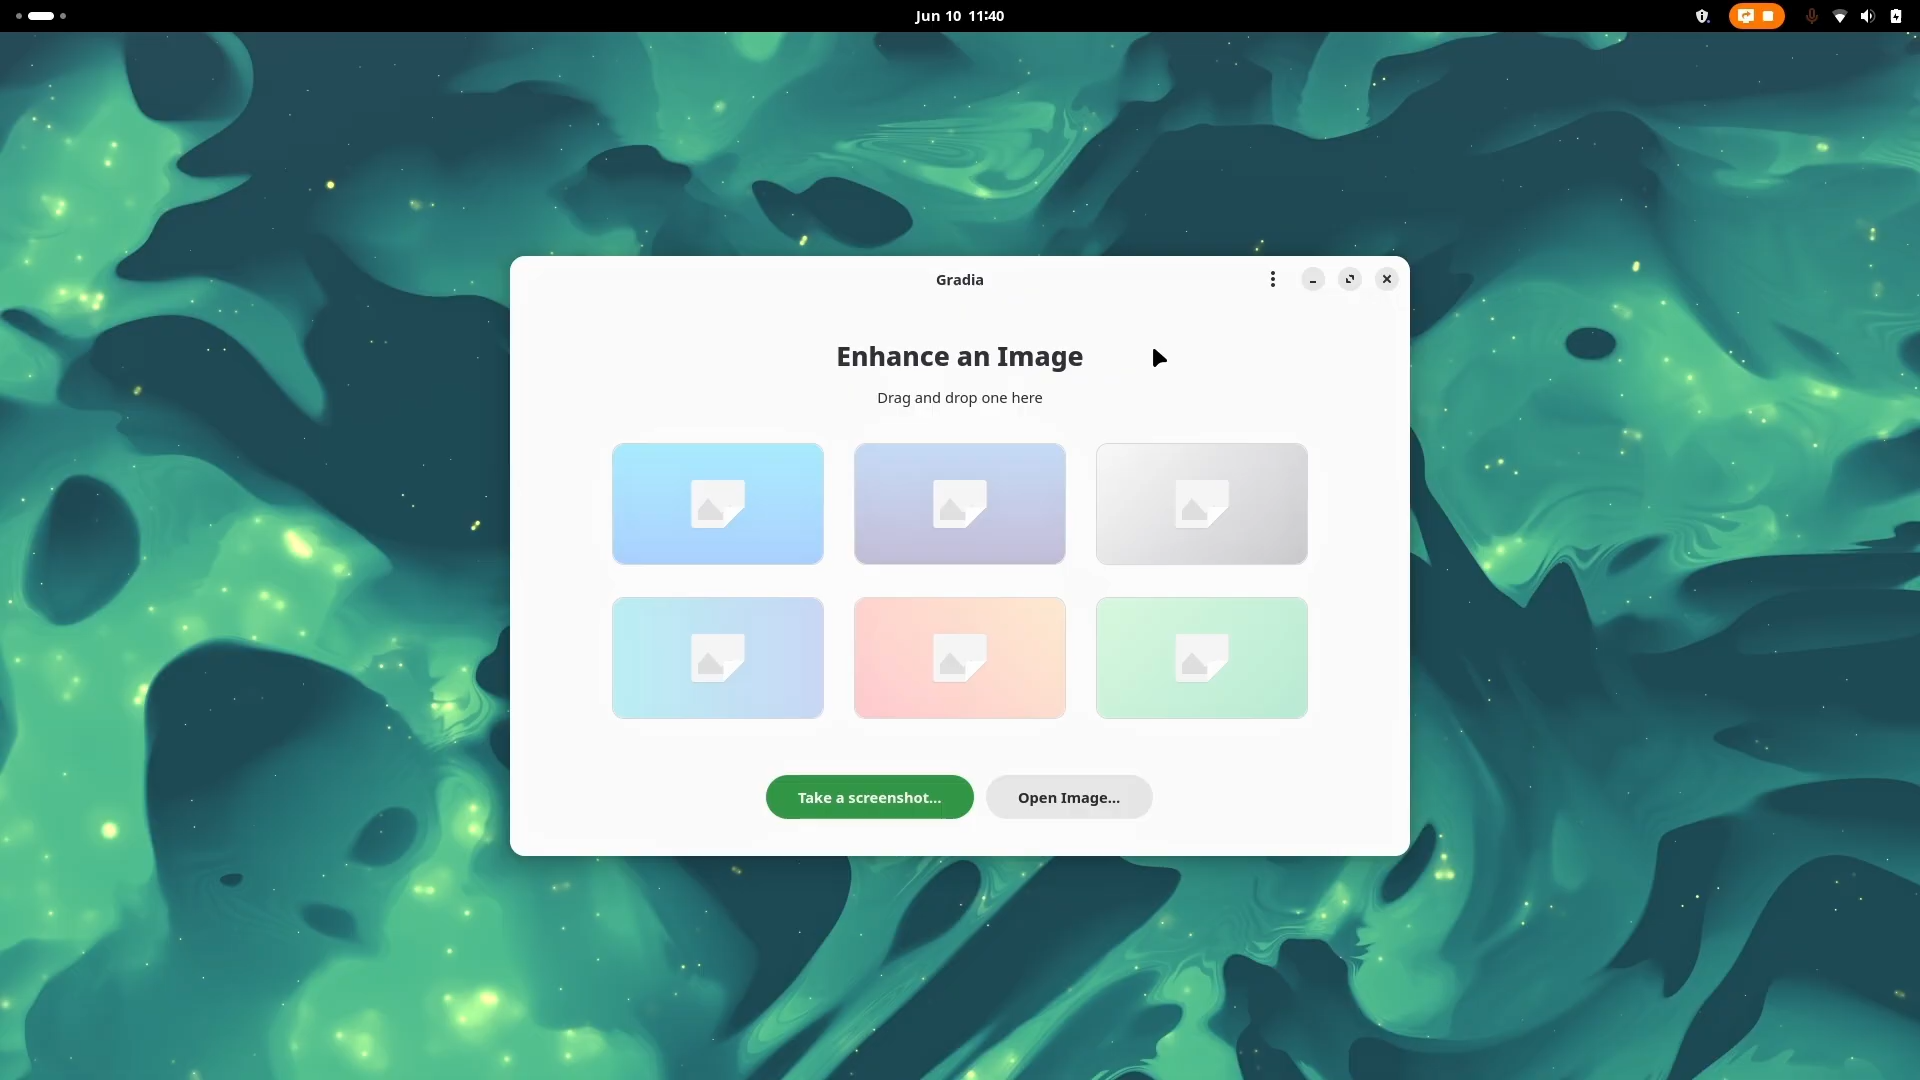 Jun 10 11:40
Gradia
Enhance an Image
Drag and drop one here
Take a screenshot...
Open Image...